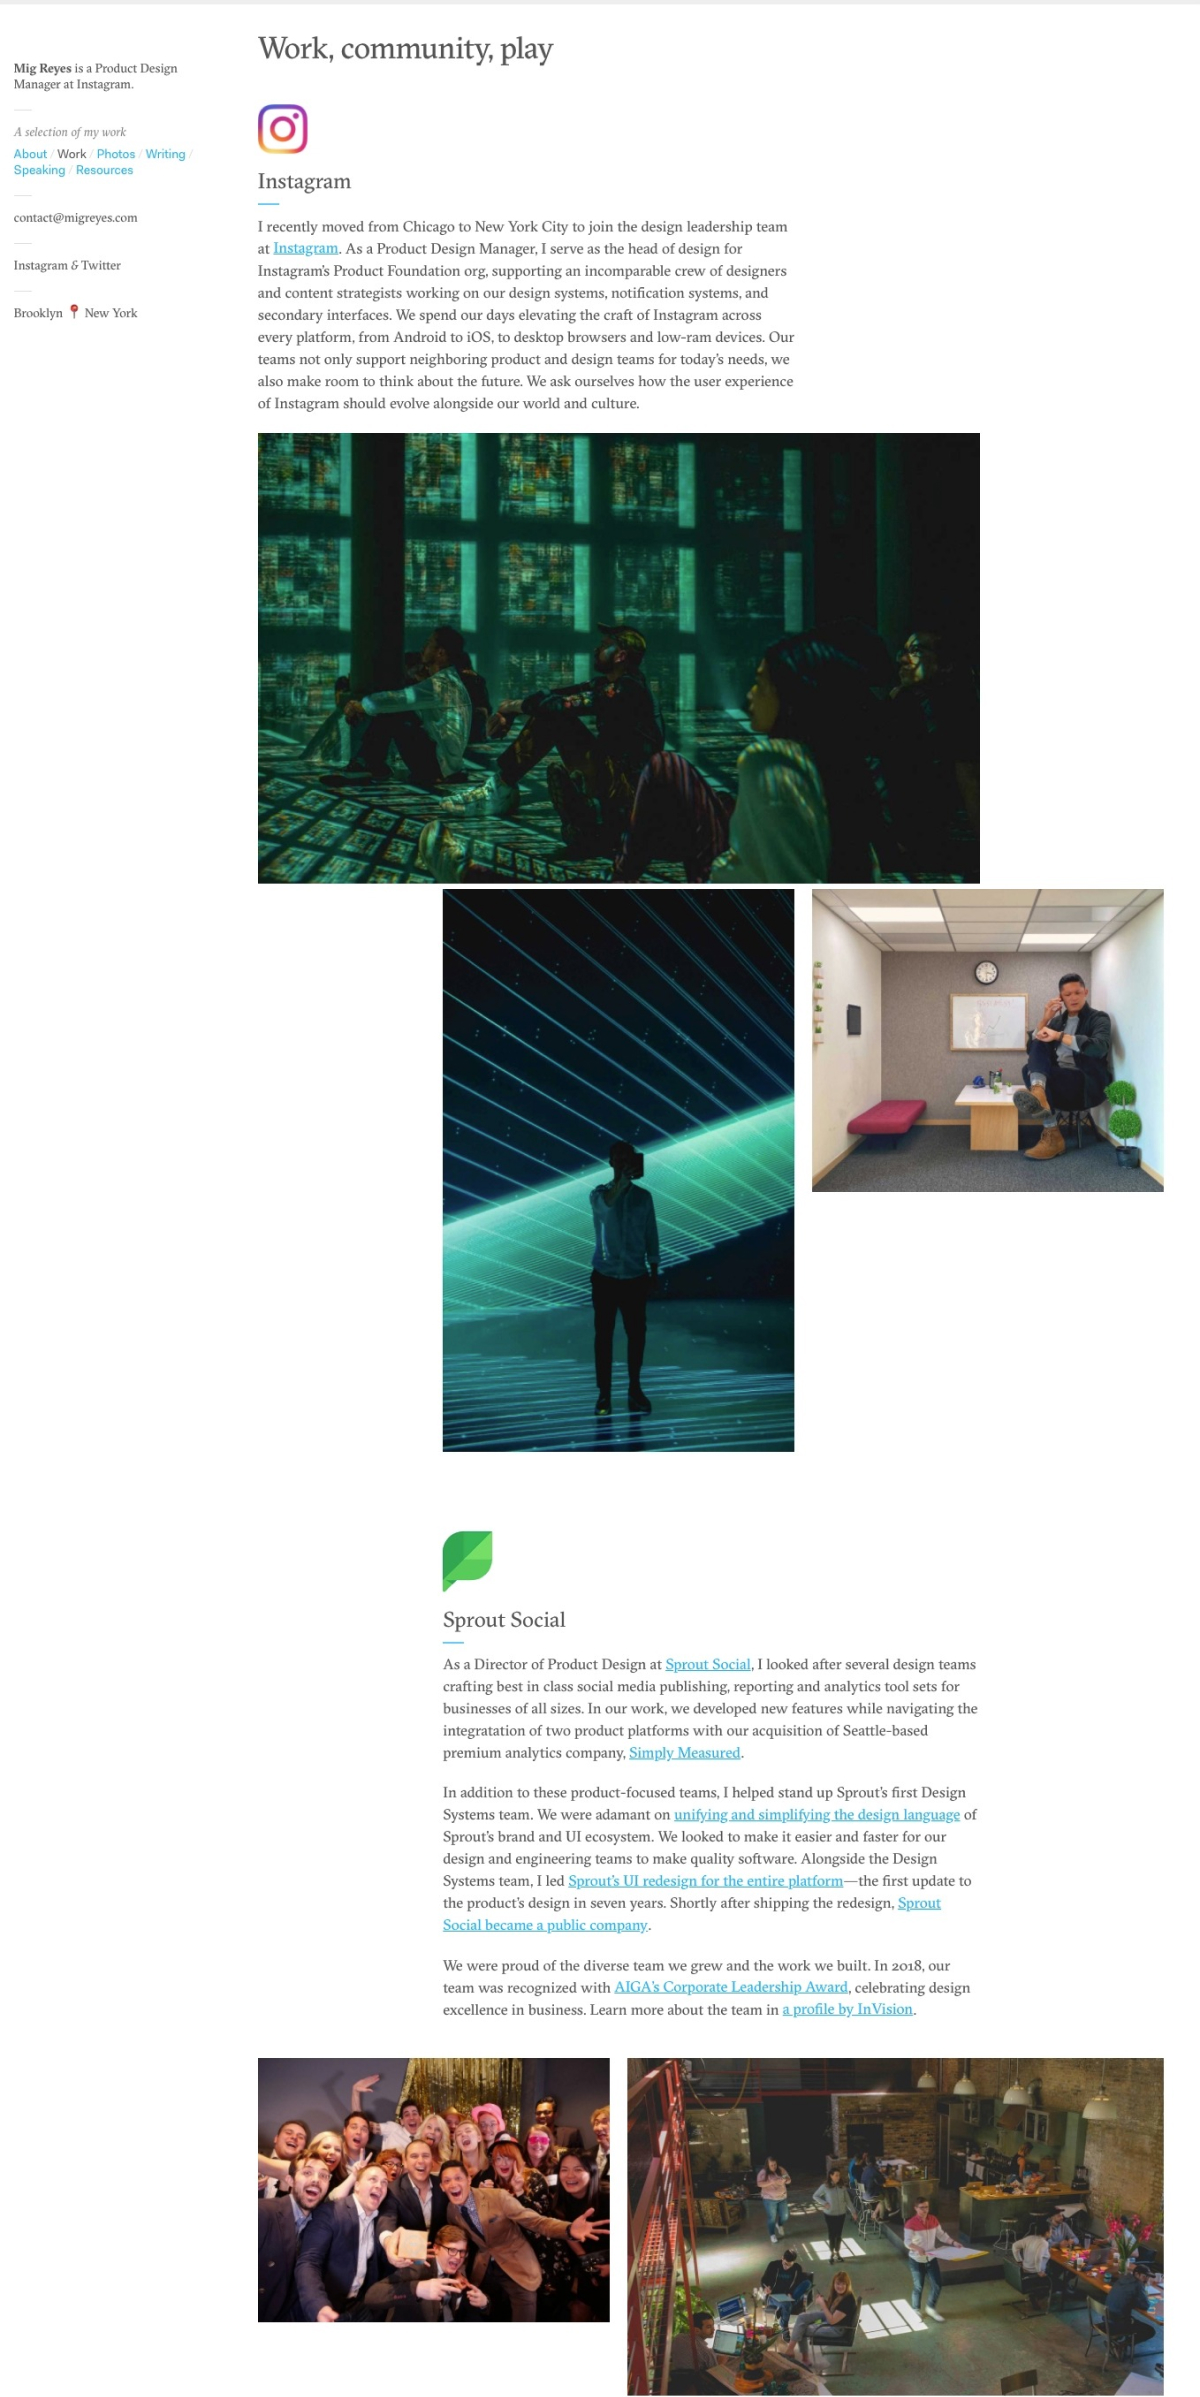 Work, community, play
Mig Reyes is a Product Design
Manager at Instagram.
A selection of my work
About / Work / Photos / Writing /
Speaking / Resources
contact@migreyes.com
Instagram & Twitter
Brooklyn 📍 New York
Instagram
I recently moved from Chicago to New York City to join the design leadership team
at Instagram. As a Product Design Manager, I serve as the head of design for
Instagram’s Product Foundation org, supporting an incomparable crew of designers
and content strategists working on our design systems, notification systems, and
secondary interfaces. We spend our days elevating the craft of Instagram across
every platform, from Android to iOS, to desktop browsers and low-ram devices. Our
teams not only support neighboring product and design teams for today’s needs, we
also make room to think about the future. We ask ourselves how the user experience
of Instagram should evolve alongside our world and culture.
Sprout Social
As a Director of Product Design at Sprout Social, I looked after several design teams
crafting best in class social media publishing, reporting and analytics tool sets for
businesses of all sizes. In our work, we developed new features while navigating the
integratation of two product platforms with our acquisition of Seattle-based
premium analytics company, Simply Measured.
In addition to these product-focused teams, I helped stand up Sprout’s first Design
Systems team. We were adamant on unifying and simplifying the design language of
Sprout’s brand and UI ecosystem. We looked to make it easier and faster for our
design and engineering teams to make quality software. Alongside the Design
Systems team, I led Sprout’s UI redesign for the entire platform—the first update to
the product’s design in seven years. Shortly after shipping the redesign, Sprout
Social became a public company.
We were proud of the diverse team we grew and the work we built. In 2018, our
team was recognized with AIGA’s Corporate Leadership Award, celebrating design
excellence in business. Learn more about the team in a profile by InVision.